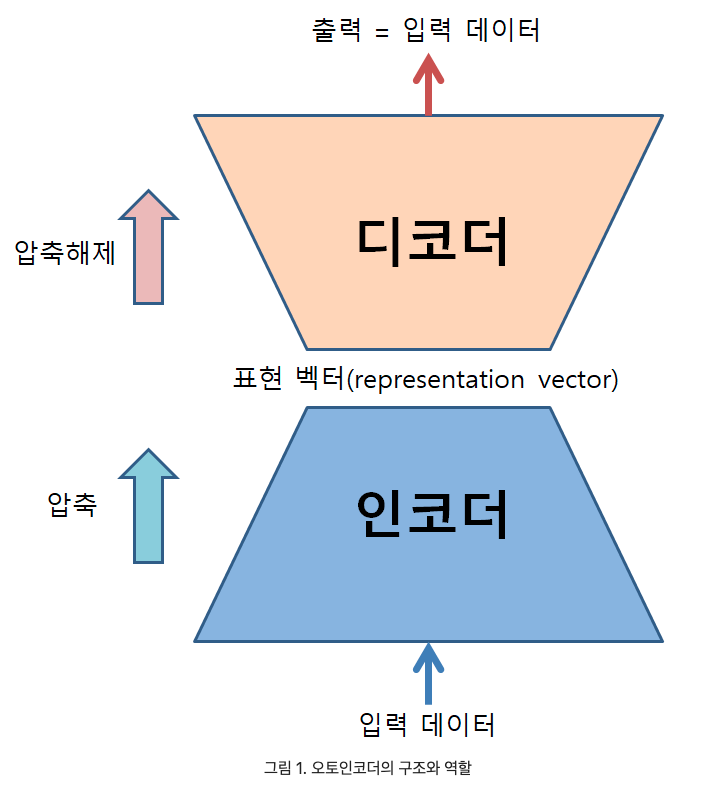 출력 = 입력 데이터
디코더
압축해제
표현 벡터(representation vector)
인코더
압축
입력 데이터
그림 1. 오토인코더의 구조와 역할